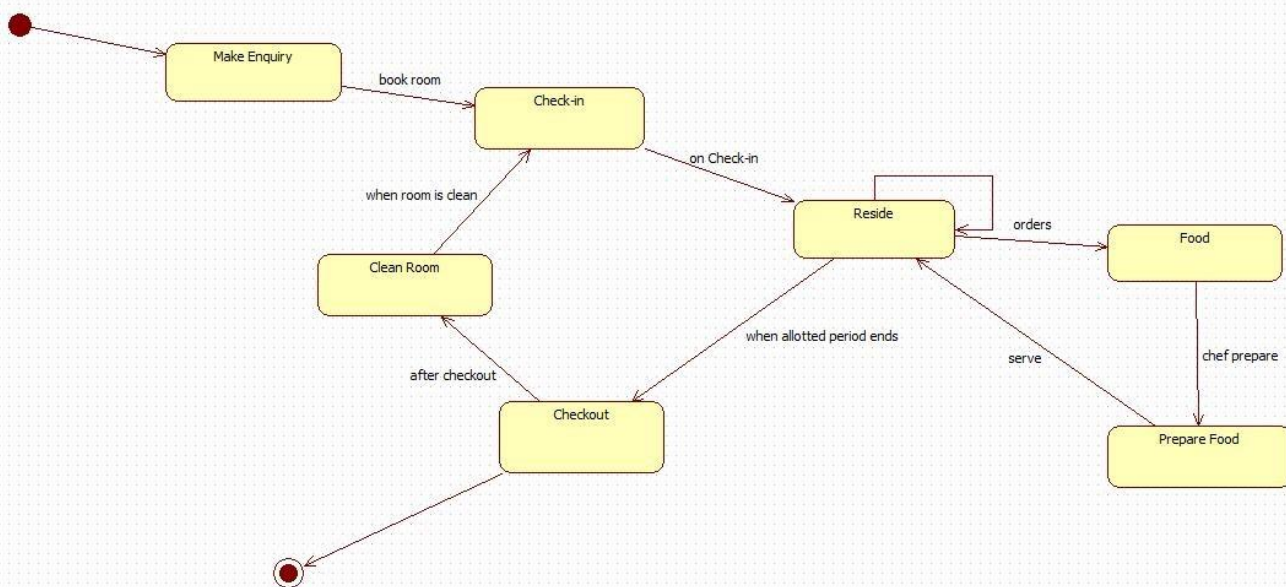 Make Enquiry
book room
Check-in
on Check-in
when room is clean
Reside
orders
Food
Clean Room
when allotted period ends
serve
chef prepare
after checkout
Checkout
Prepare Food